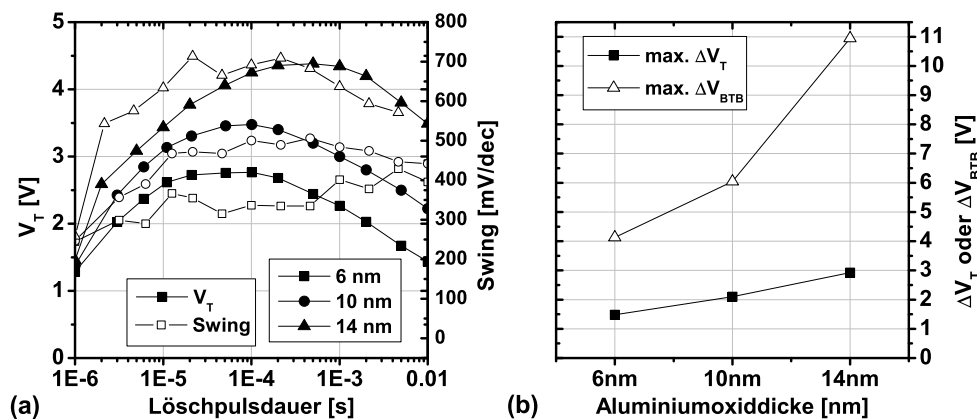 5
4
3
2
1
0
V_T [V]
800
700
600
500
400
300
200
100
0
Swing [mV/dec]
V_T
Swing
6 nm
10 nm
14 nm
1E-6 1E-5 1E-4 1E-3 0.01
Löschpulsdauer [s]
(a)
max. ΔV_T
max. ΔV_BTB
11
10
9
8
7
6
5
4
3
2
1
0
ΔV_T oder ΔV_BTB [V]
6nm 10nm 14nm
Aluminiumoxiddicke [nm]
(b)